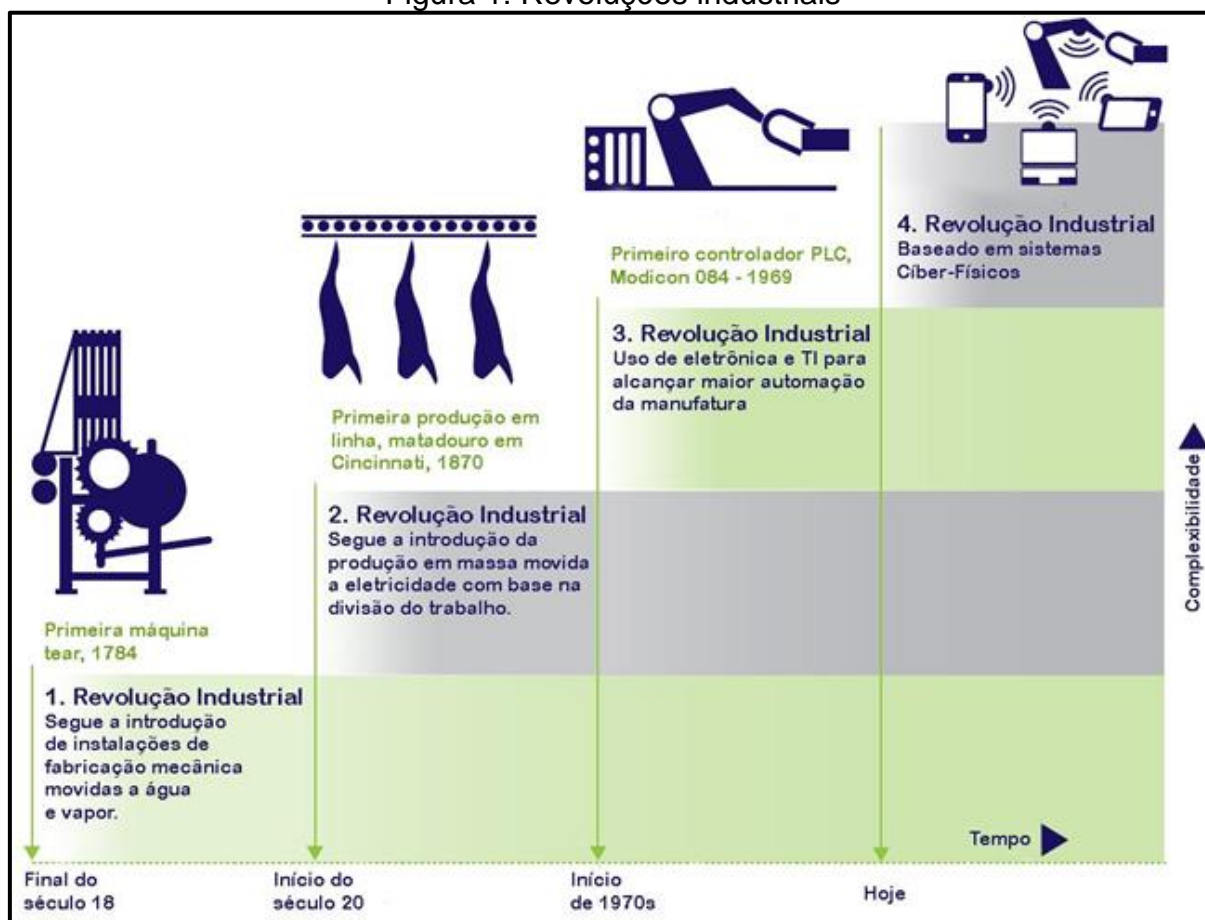 Figura 1: Revoluções industriais
4. Revolução Industrial
Baseado em sistemas
Cíber-Físicos
Primeiro controlador PLC,
Modicon 084 - 1969
3. Revolução Industrial
Uso de eletrônica e TI para
alcançar maior automação
da manufatura
Primeira produção em
linha, matadouro em
Cincinnati, 1870
2. Revolução Industrial
Segue a introdução da
produção em massa movida
a eletricidade com base na
divisão do trabalho.
Primeira máquina
tear, 1784
1. Revolução Industrial
Segue a introdução
de instalações de
fabricação mecânica
movidas a água
e vapor.
Complexibilidade
Tempo
Final do
século 18
Início do
século 20
Início
de 1970s
Hoje